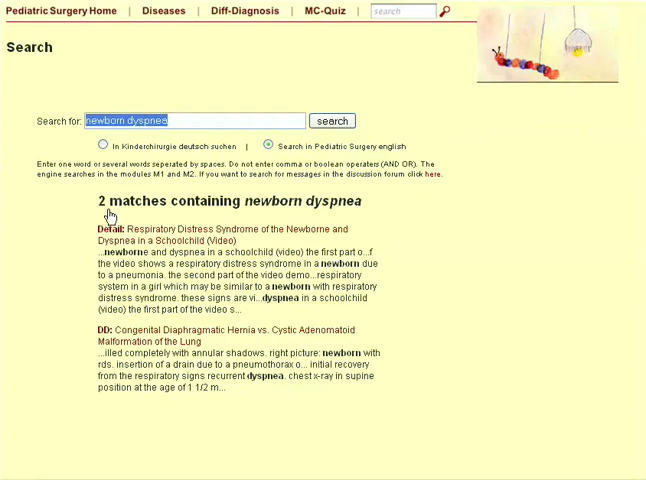 Pediatric Surgery Home | Diseases | Diff-Diagnosis | MC-Quiz | search
Search
Search for: newborn dyspnea search
In Kinderchirurgie deutsch suchen | Search in Pediatric Surgery english
Enter one word or several words seperated by spaces. Do not enter comma or boolean operaters (AND OR). The
engine searches in the modules M1 and M2. If you want to search for messages in the discussion forum click here.
2 matches containing newborn dyspnea
Detail: Respiratory Distress Syndrome of the Newborne and
Dyspnea in a Schoolchild (Video)
...newborne and dyspnea in a schoolchild (video) the first part o...f
the video shows a respiratory distress syndrome in a newborn due
to a pneumonia. the second part of the video demo...respiratory
system in a girl which may be similar to a newborn with respiratory
distress syndrome. these signs are vi...dyspnea in a schoolchild
(video) the first part of the video s...
DD: Congenital Diaphragmatic Hernia vs. Cystic Adenomatoid
Malformation of the Lung
...illed completely with annular shadows. right picture: newborn with
rds. insertion of a drain due to a pneumothorax o... initial recovery
from the respiratory signs recurrent dyspnea. chest x-ray in supine
position at the age of 1 1/2 m...